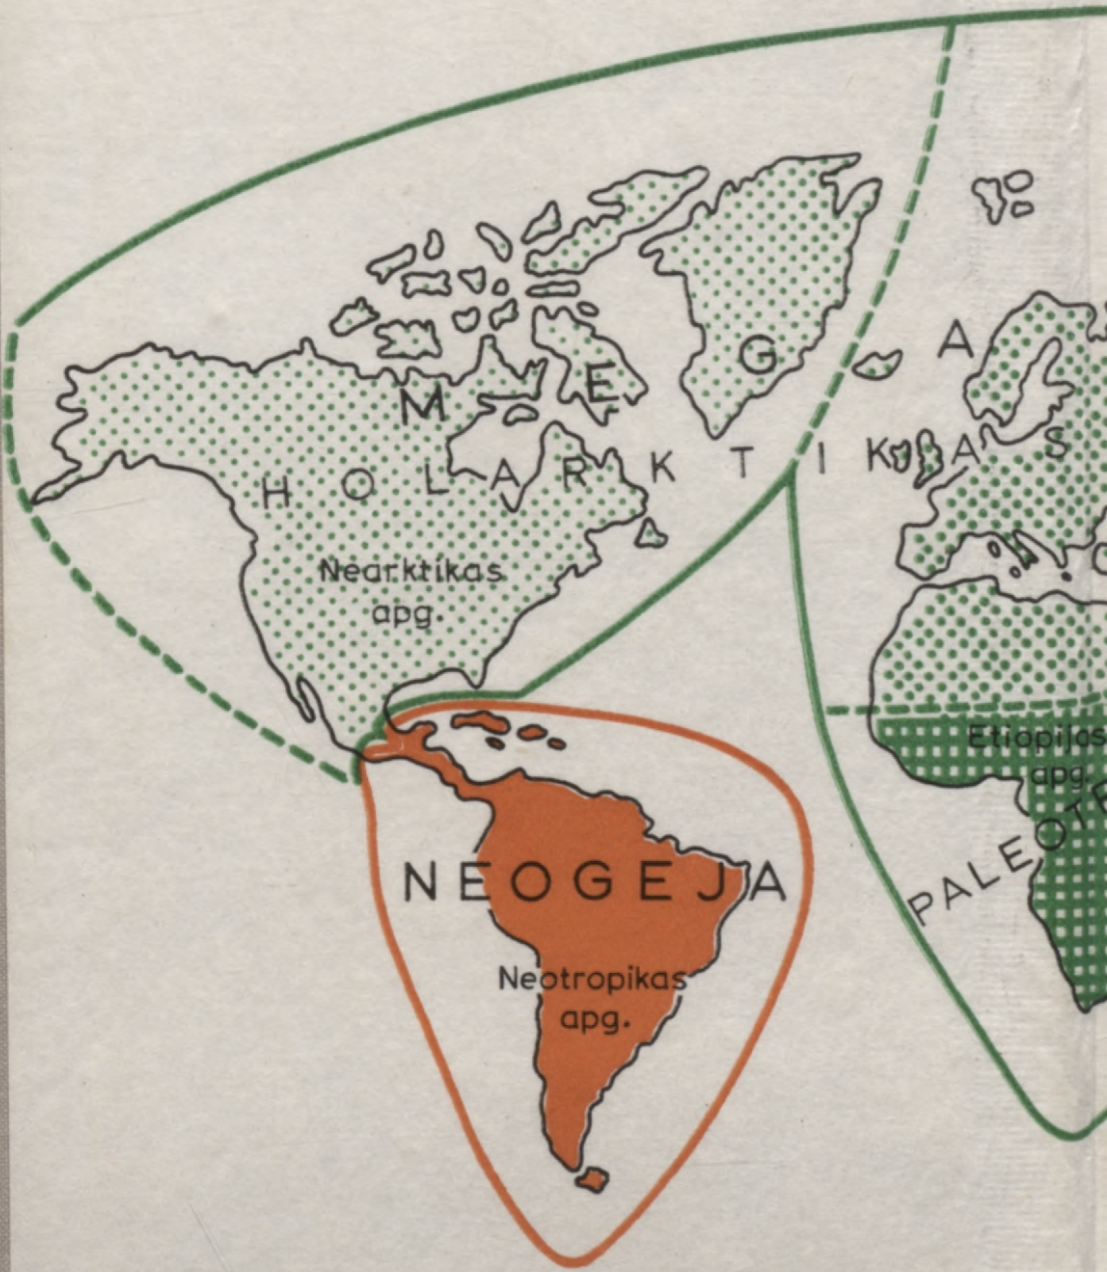 M E G A
H O L A R K T I K A S
Nearktikas
apg.
Etiopijas
apg.
PALEOT
NEOGEJA
Neotropikas
apg.